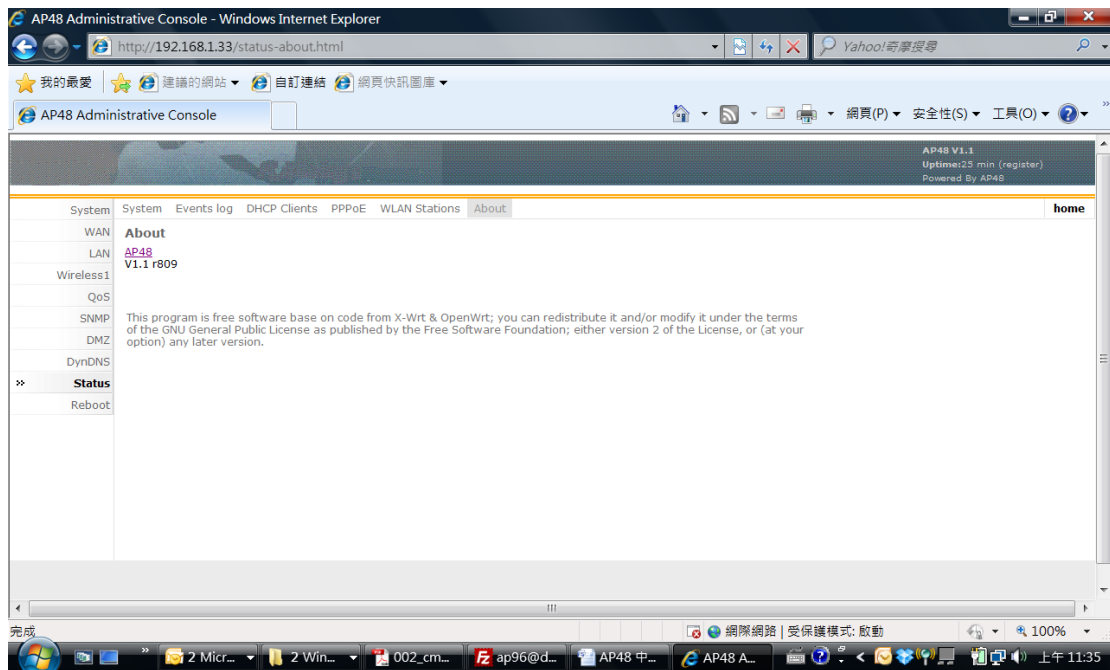 AP48 Administrative Console - Windows Internet Explorer
http://192.168.1.33/status-about.html
Yahoo!奇摩搜尋
我的最愛 建議的網站 自訂連結 網頁快訊圖庫
AP48 Administrative Console
網頁(P) 安全性(S) 工具(O)
AP48 V1.1
Uptime:25 min (register)
Powered By AP48
System Events log DHCP Clients PPPoE WLAN Stations About home
System
WAN
LAN
Wireless1
QoS
SNMP
DMZ
DynDNS
Status
Reboot
About
AP48
V1.1 r809
This program is free software base on code from X-Wrt & OpenWrt; you can redistribute it and/or modify it under the terms
of the GNU General Public License as published by the Free Software Foundation; either version 2 of the License, or (at your
option) any later version.
完成 網際網路 | 受保護模式: 啟動 100%
2 Micr... 2 Win... 002_cm... ap96@d... AP48 中... AP48 A... 上午 11:35